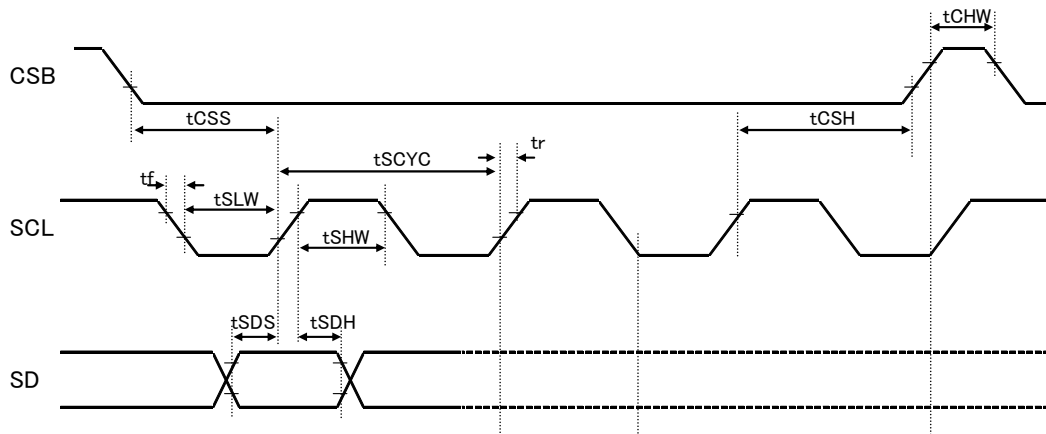 tCHW
CSB
tCSS
tCSH
tSCYC
tr
tf
tSLW
SCL
tSHW
tSDS
tSDH
SD